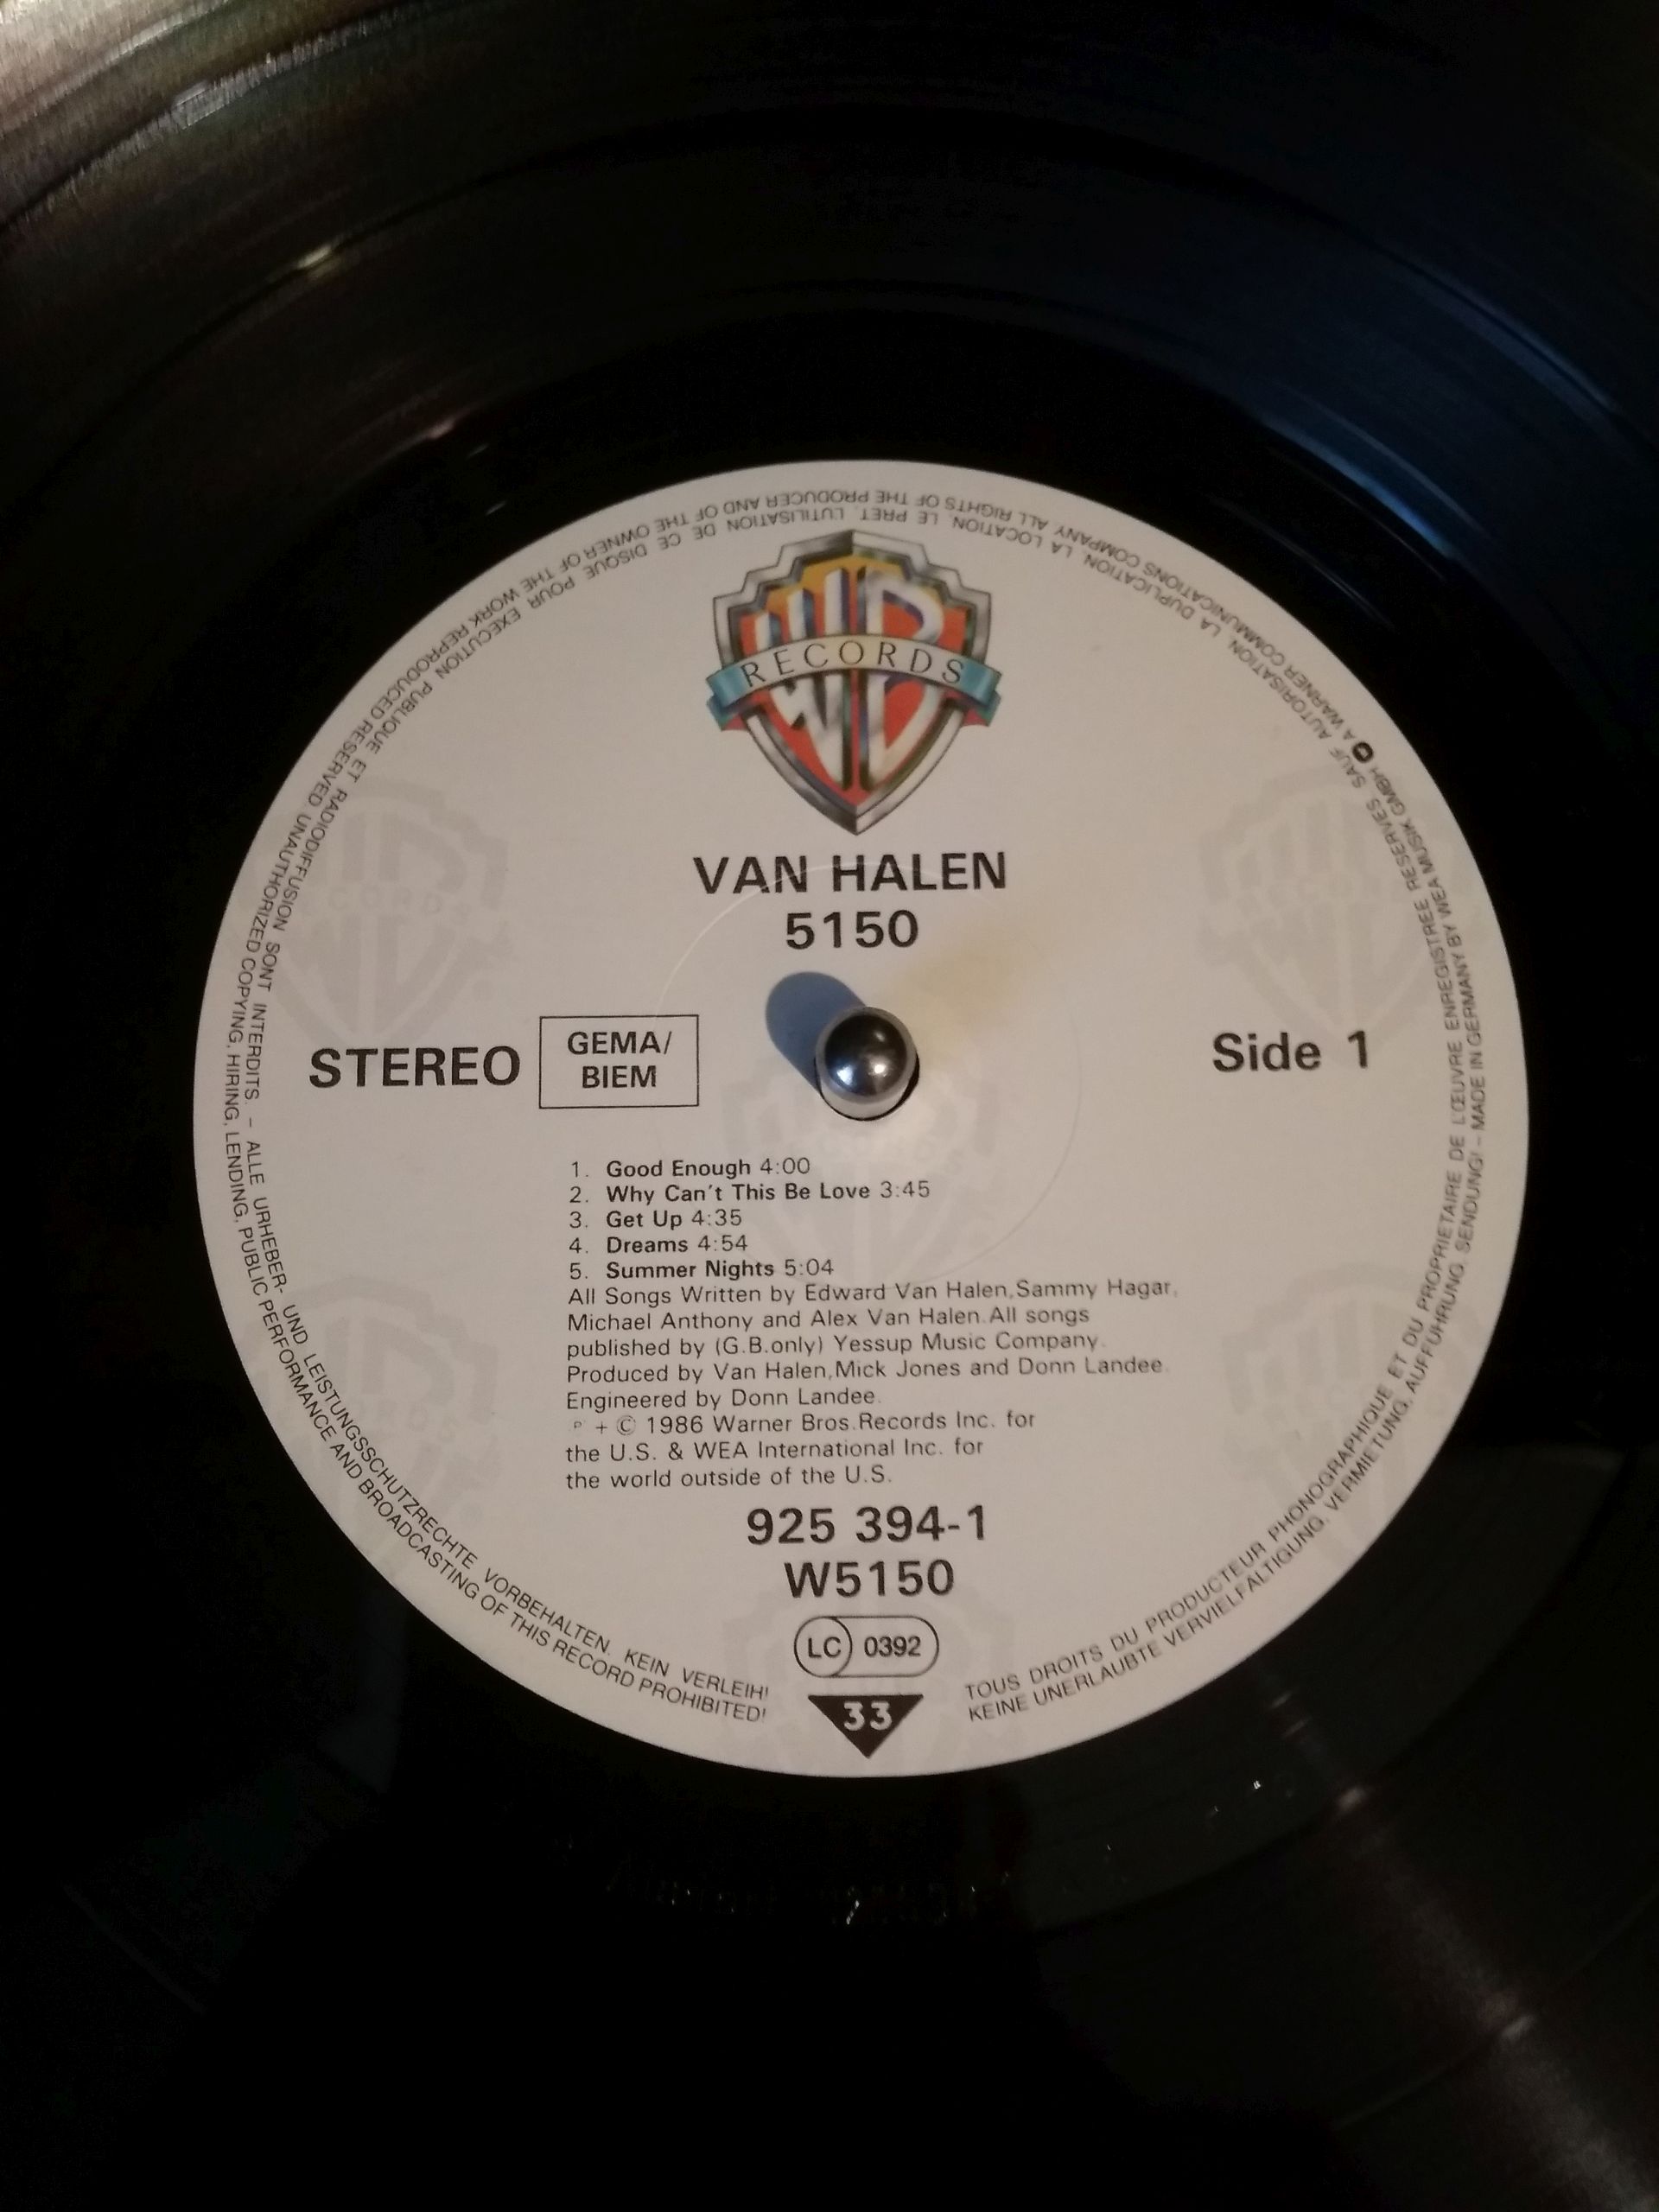 WB
RECORDS
VAN HALEN
5150
STEREO
GEMA/
BIEM
Side 1
1. Good Enough 4:00
2. Why Can't This Be Love 3:45
3. Get Up 4:35
4. Dreams 4:54
5. Summer Nights 5:04
All Songs Written by Edward Van Halen,Sammy Hagar,
Michael Anthony and Alex Van Halen.All songs
published by (G.B.only) Yessup Music Company.
Produced by Van Halen,Mick Jones and Donn Landee.
Engineered by Donn Landee.
℗ + © 1986 Warner Bros.Records Inc. for
the U.S. & WEA International Inc. for
the world outside of the U.S.
925 394-1
W5150
LC 0392
33
TOUS DROITS DU PRODUCTEUR PHONOGRAPHIQUE ET DU PROPRIETAIRE DE L'ŒUVRE ENREGISTREE RESERVES. SAUF AUTORISATION, LA DUPLICATION, LA LOCATION, LE PRET, L'UTILISATION DE CE DISQUE POUR EXECUTION PUBLIQUE ET RADIODIFFUSION SONT INTERDITS. – ALLE URHEBER- UND LEISTUNGSSCHUTZRECHTE VORBEHALTEN. KEIN VERLEIH!
KEINE UNERLAUBTE VERVIELFÄLTIGUNG, VERMIETUNG, AUFFÜHRUNG, SENDUNG! – MADE IN GERMANY BY WEA MUSIK GMBH A WARNER COMMUNICATIONS COMPANY. ALL RIGHTS OF THE PRODUCER AND OF THE OWNER OF THE WORK REPRODUCED RESERVED. UNAUTHORIZED COPYING, HIRING, LENDING, PUBLIC PERFORMANCE AND BROADCASTING OF THIS RECORD PROHIBITED!